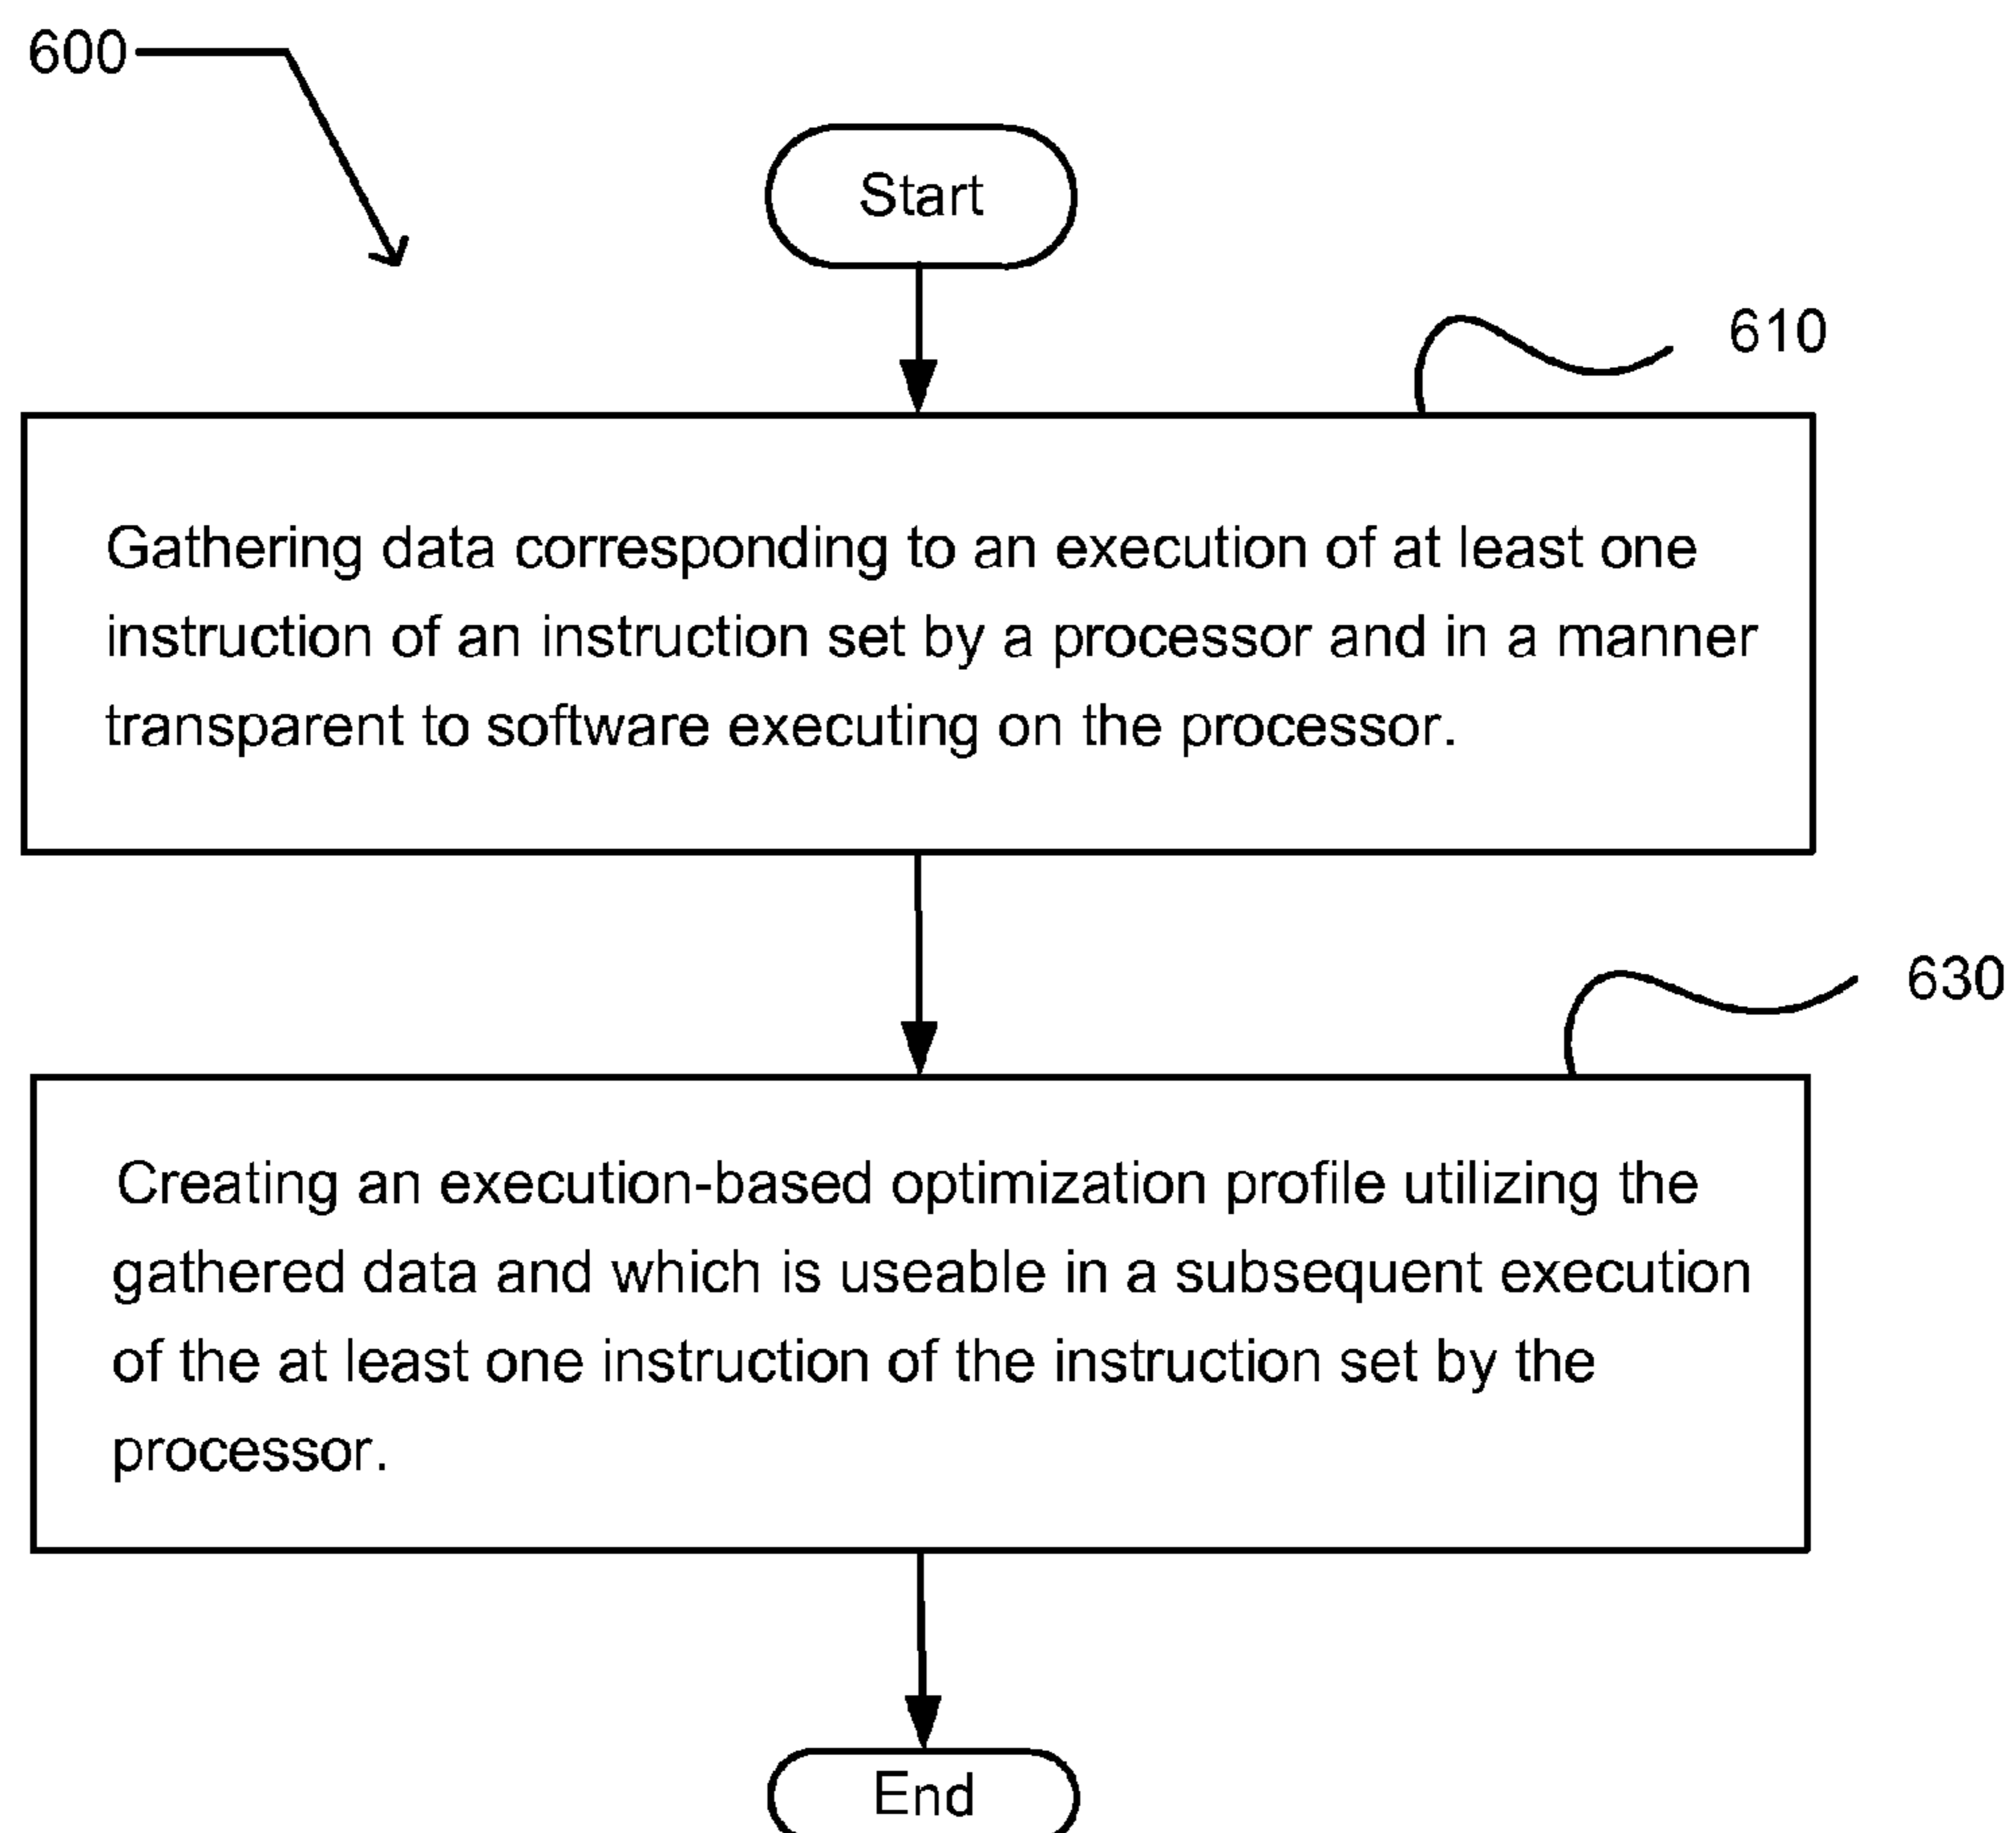 600
Start
610
Gathering data corresponding to an execution of at least one
instruction of an instruction set by a processor and in a manner
transparent to software executing on the processor.
630
Creating an execution-based optimization profile utilizing the
gathered data and which is useable in a subsequent execution
of the at least one instruction of the instruction set by the
processor.
End